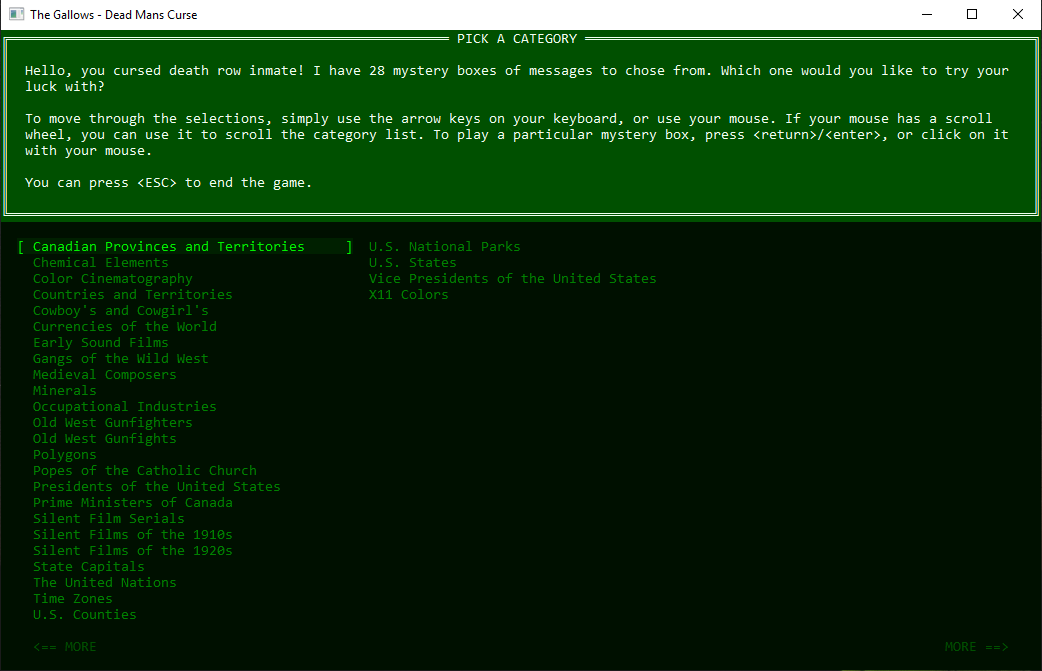 The Gallows - Dead Mans Curse
PICK A CATEGORY
Hello, you cursed death row inmate! I have 28 mystery boxes of messages to chose from. Which one would you like to try your
luck with?
To move through the selections, simply use the arrow keys on your keyboard, or use your mouse. If your mouse has a scroll
wheel, you can use it to scroll the category list. To play a particular mystery box, press <return>/<enter>, or click on it
with your mouse.
You can press <ESC> to end the game.
[ Canadian Provinces and Territories ]
Chemical Elements
Color Cinematography
Countries and Territories
Cowboy's and Cowgirl's
Currencies of the World
Early Sound Films
Gangs of the Wild West
Medieval Composers
Minerals
Occupational Industries
Old West Gunfighters
Old West Gunfights
Polygons
Popes of the Catholic Church
Presidents of the United States
Prime Ministers of Canada
Silent Film Serials
Silent Films of the 1910s
Silent Films of the 1920s
State Capitals
The United Nations
Time Zones
U.S. Counties
U.S. National Parks
U.S. States
Vice Presidents of the United States
X11 Colors
<== MORE
MORE ==>